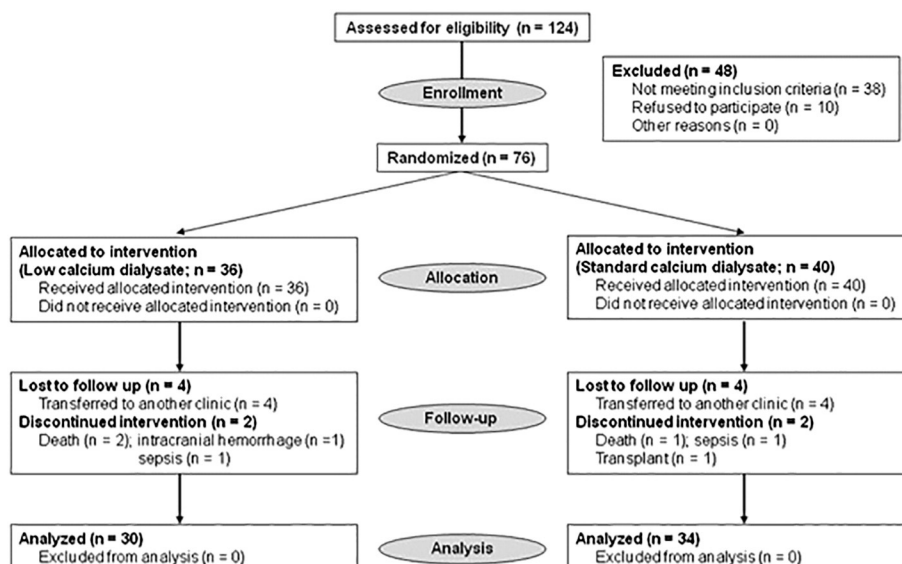 Assessed for eligibility (n = 124)
Excluded (n = 48)
Not meeting inclusion criteria (n = 38)
Refused to participate (n = 10)
Other reasons (n = 0)
Enrollment
Randomized (n = 76)
Allocated to intervention
(Low calcium dialysate; n = 36)
Received allocated intervention (n = 36)
Did not receive allocated intervention (n = 0)
Allocation
Allocated to intervention
(Standard calcium dialysate; n = 40)
Received allocated intervention (n = 40)
Did not receive allocated intervention (n = 0)
Lost to follow up (n = 4)
Transferred to another clinic (n = 4)
Discontinued intervention (n = 2)
Death (n = 2); intracranial hemorrhage (n =1)
sepsis (n = 1)
Follow-up
Lost to follow up (n = 4)
Transferred to another clinic (n = 4)
Discontinued intervention (n = 2)
Death (n = 1); sepsis (n = 1)
Transplant (n = 1)
Analyzed (n = 30)
Excluded from analysis (n = 0)
Analysis
Analyzed (n = 34)
Excluded from analysis (n = 0)